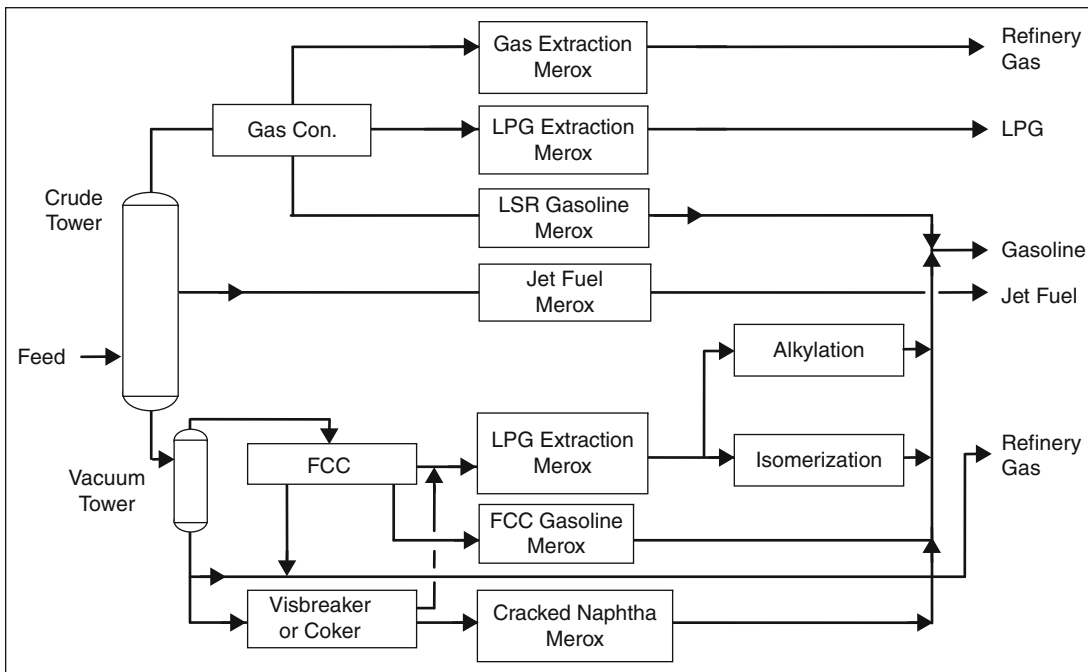 Gas Extraction
Merox
Refinery
Gas
Gas Con.
LPG Extraction
Merox
LPG
Crude
Tower
LSR Gasoline
Merox
Gasoline
Jet Fuel
Merox
Jet Fuel
Feed
Alkylation
LPG Extraction
Merox
Isomerization
Refinery
Gas
FCC
Vacuum
Tower
FCC Gasoline
Merox
Visbreaker
or Coker
Cracked Naphtha
Merox